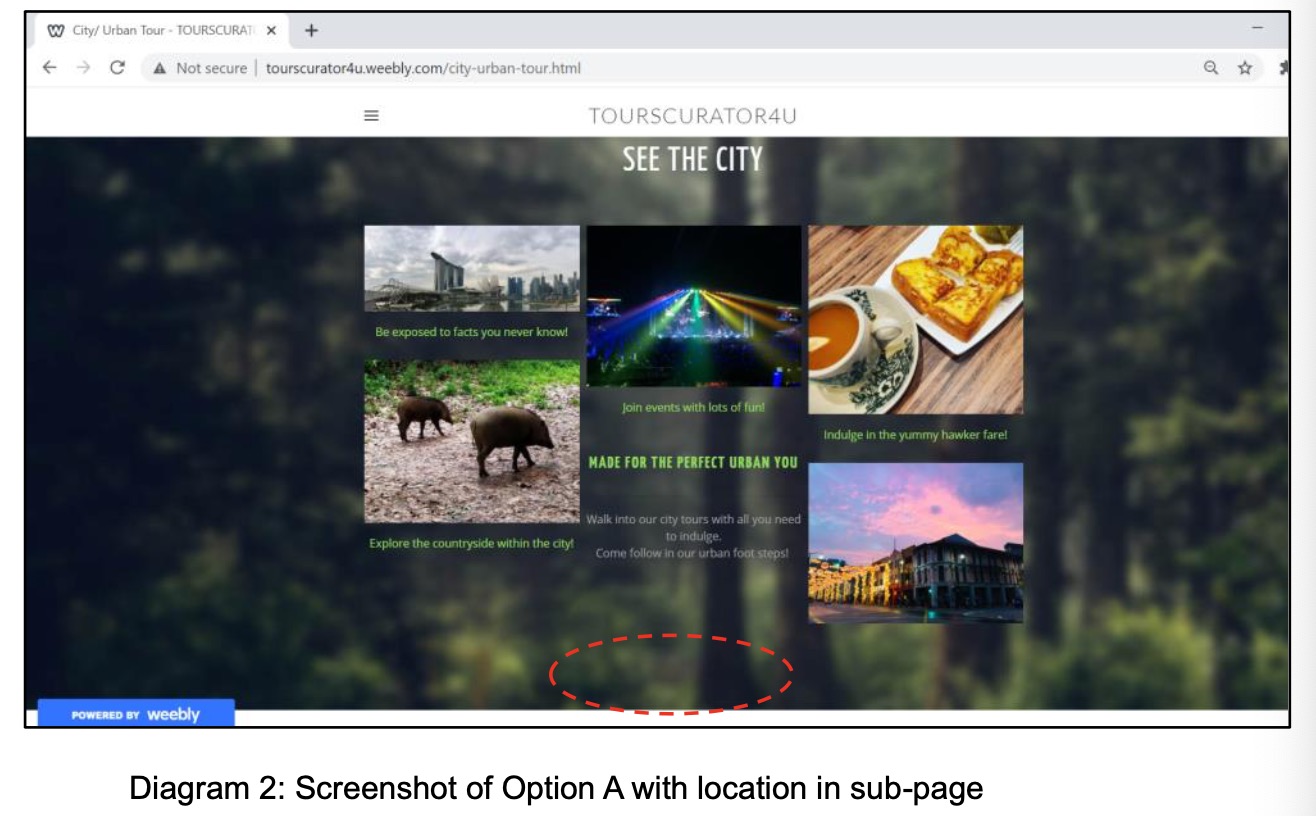 City/ Urban Tour - TOURSCURAT
Not secure | tourscurator4u.weebly.com/city-urban-tour.html
TOURSCURATOR4U
SEE THE CITY
Be exposed to facts you never know!
Explore the countryside within the city!
Join events with lots of fun!
MADE FOR THE PERFECT URBAN YOU
Walk into our city tours with all you need
to indulge.
Come follow in our urban foot steps!
Indulge in the yummy hawker fare!
POWERED BY weebly
Diagram 2: Screenshot of Option A with location in sub-page